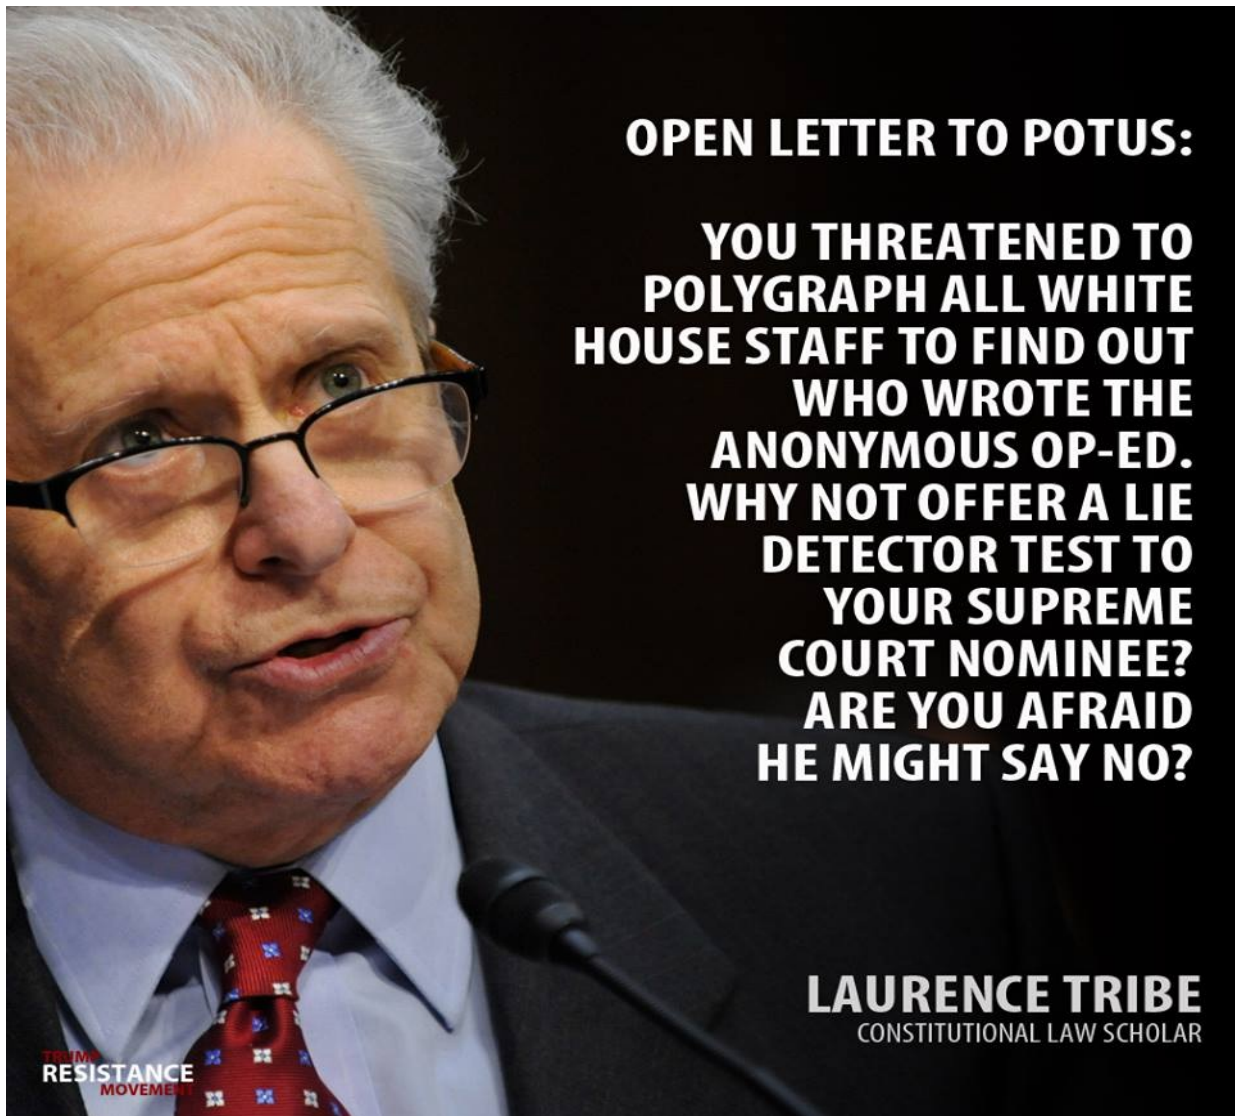 OPEN LETTER TO POTUS:
YOU THREATENED TO
POLYGRAPH ALL WHITE
HOUSE STAFF TO FIND OUT
WHO WROTE THE
ANONYMOUS OP-ED.
WHY NOT OFFER A LIE
DETECTOR TEST TO
YOUR SUPREME
COURT NOMINEE?
ARE YOU AFRAID
HE MIGHT SAY NO?
LAURENCE TRIBE
CONSTITUTIONAL LAW SCHOLAR
TRUMP
RESISTANCE
MOVEMENT